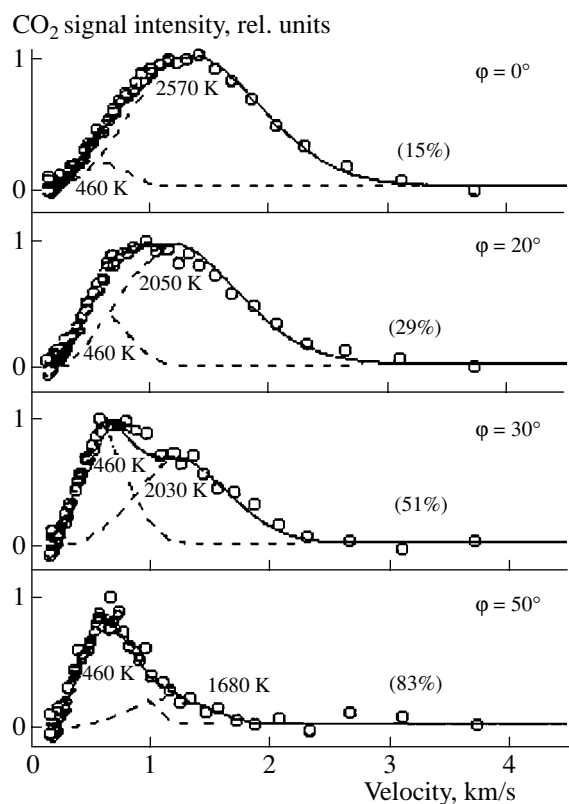 CO₂ signal intensity, rel. units
1
φ = 0°
2570 K
(15%)
460 K
0
1
φ = 20°
2050 K
(29%)
460 K
0
1
φ = 30°
460 K
2030 K
(51%)
0
1
φ = 50°
460 K
1680 K
(83%)
0
0 1 2 3 4
Velocity, km/s